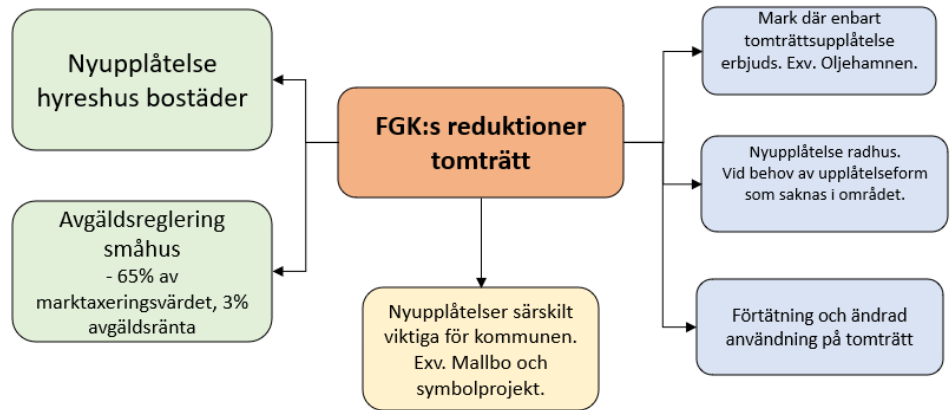 Nyupplåtelse
hyreshus bostäder
Avgäldsreglering
småhus
- 65% av
marktaxeringsvärdet, 3%
avgäldsränta
FGK:s reduktioner
tomträtt
Nyupplåtelser särskilt
viktiga för kommunen.
Exv. Mallbo och
symbolprojekt.
Mark där enbart
tomträttsupplåtelse
erbjuds. Exv. Oljehamnen.
Nyupplåtelse radhus.
Vid behov av upplåtelseform
som saknas i området.
Förtätning och ändrad
användning på tomträtt